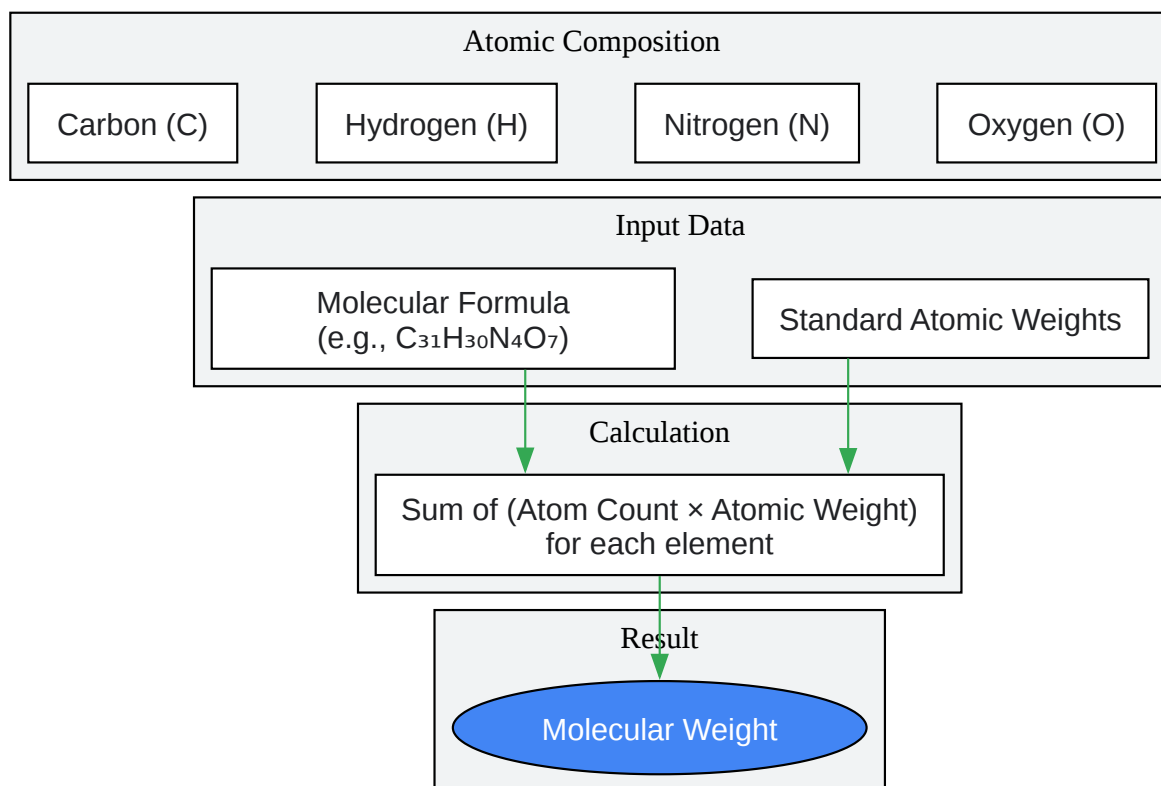 Atomic Composition
Carbon (C)
Hydrogen (H)
Nitrogen (N)
Oxygen (O)
Input Data
Molecular Formula
(e.g., C₃₁H₃₀N₄O₇)
Standard Atomic Weights
Calculation
Sum of (Atom Count × Atomic Weight)
for each element
Result
Molecular Weight